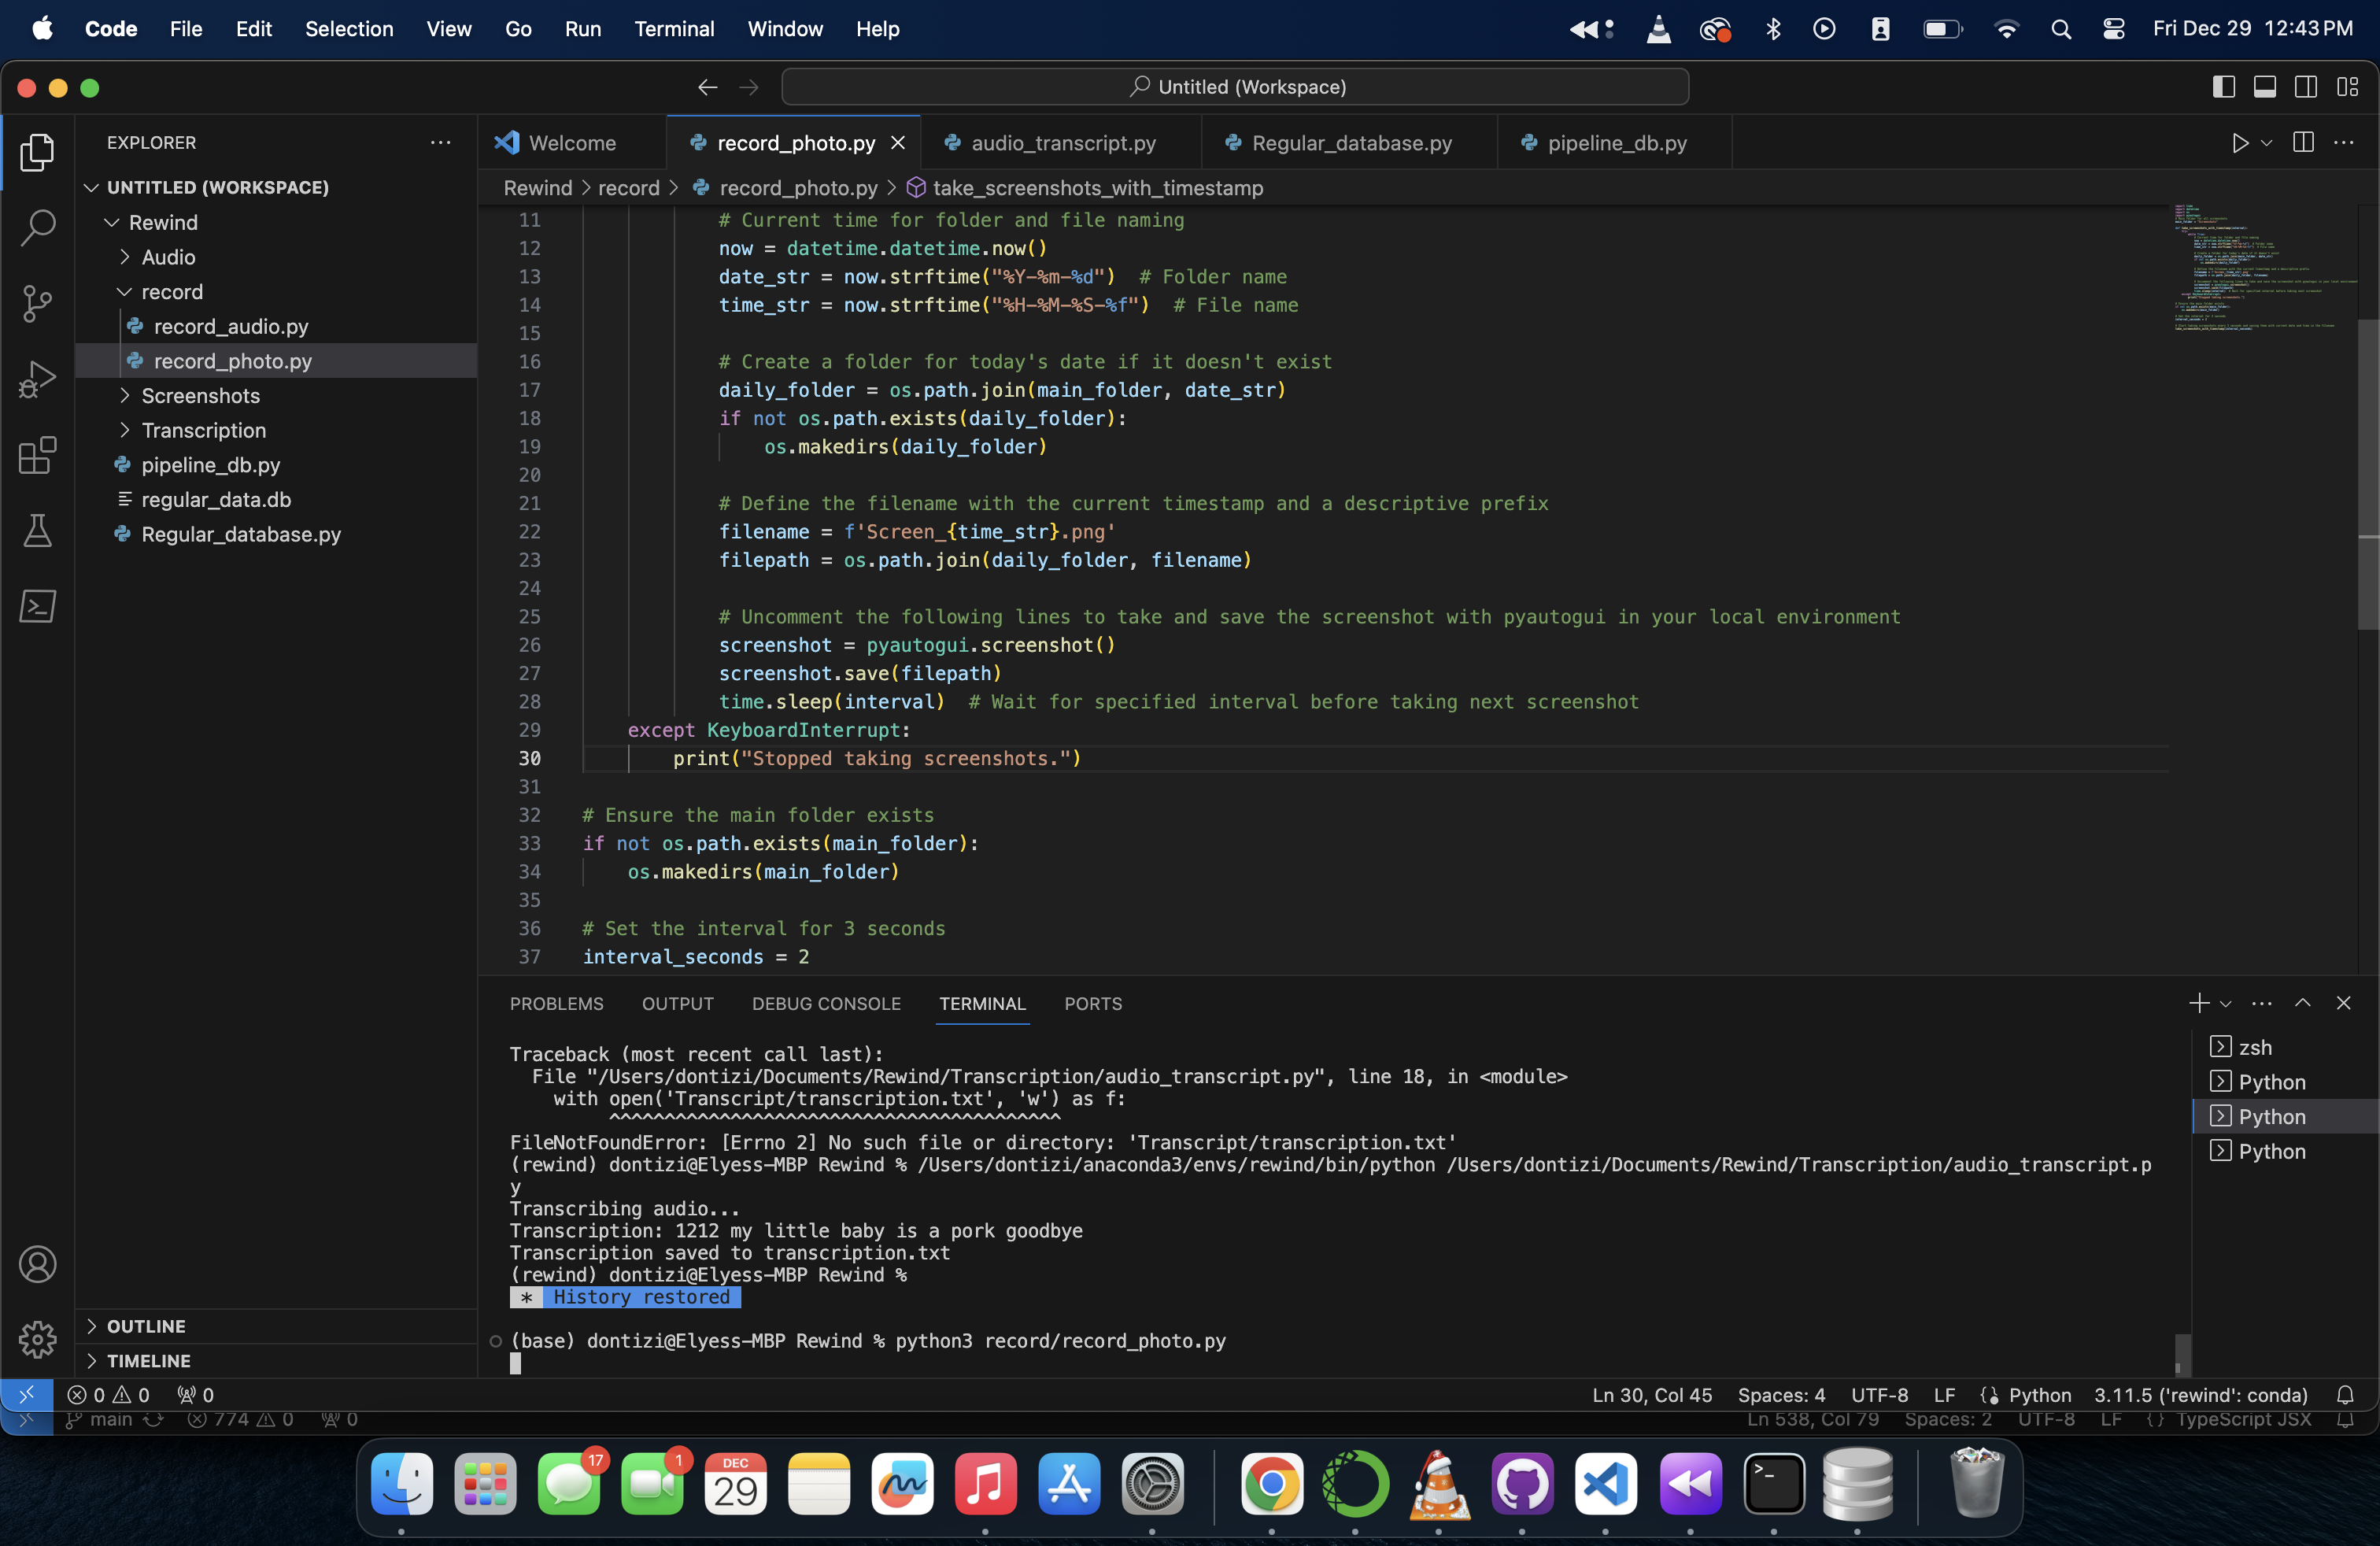 Code File Edit Selection View Go Run Terminal Window Help Fri Dec 29 12:43 PM
Untitled (Workspace)
EXPLORER
UNTITLED (WORKSPACE)
Rewind
Audio
record
record_audio.py
record_photo.py
Screenshots
Transcription
pipeline_db.py
regular_data.db
Regular_database.py
OUTLINE
TIMELINE
Welcome record_photo.py audio_transcript.py Regular_database.py pipeline_db.py
Rewind > record > record_photo.py > take_screenshots_with_timestamp
11 # Current time for folder and file naming
12 now = datetime.datetime.now()
13 date_str = now.strftime("%Y-%m-%d")  # Folder name
14 time_str = now.strftime("%H-%M-%S-%f")  # File name
15
16 # Create a folder for today's date if it doesn't exist
17 daily_folder = os.path.join(main_folder, date_str)
18 if not os.path.exists(daily_folder):
19 os.makedirs(daily_folder)
20
21 # Define the filename with the current timestamp and a descriptive prefix
22 filename = f'Screen_{time_str}.png'
23 filepath = os.path.join(daily_folder, filename)
24
25 # Uncomment the following lines to take and save the screenshot with pyautogui in your local environment
26 screenshot = pyautogui.screenshot()
27 screenshot.save(filepath)
28 time.sleep(interval)  # Wait for specified interval before taking next screenshot
29 except KeyboardInterrupt:
30 print("Stopped taking screenshots.")
31
32 # Ensure the main folder exists
33 if not os.path.exists(main_folder):
34 os.makedirs(main_folder)
35
36 # Set the interval for 3 seconds
37 interval_seconds = 2
PROBLEMS OUTPUT DEBUG CONSOLE TERMINAL PORTS
Traceback (most recent call last):
File "/Users/dontizi/Documents/Rewind/Transcription/audio_transcript.py", line 18, in <module>
with open('Transcript/transcription.txt', 'w') as f:
^^^^^^^^^^^^^^^^^^^^^^^^^^^^^^^^^^^^^^^^^
FileNotFoundError: [Errno 2] No such file or directory: 'Transcript/transcription.txt'
(rewind) dontizi@Elyess-MBP Rewind % /Users/dontizi/anaconda3/envs/rewind/bin/python /Users/dontizi/Documents/Rewind/Transcription/audio_transcript.p
y
Transcribing audio...
Transcription: 1212 my little baby is a pork goodbye
Transcription saved to transcription.txt
(rewind) dontizi@Elyess-MBP Rewind %
* History restored
(base) dontizi@Elyess-MBP Rewind % python3 record/record_photo.py
zsh
Python
Python
Python
0 0 0 Ln 30, Col 45 Spaces: 4 UTF-8 LF Python 3.11.5 ('rewind': conda)
main 774 0 0 Ln 538, Col 79 Spaces: 2 UTF-8 LF {} TypeScript JSX
17 1 DEC
29